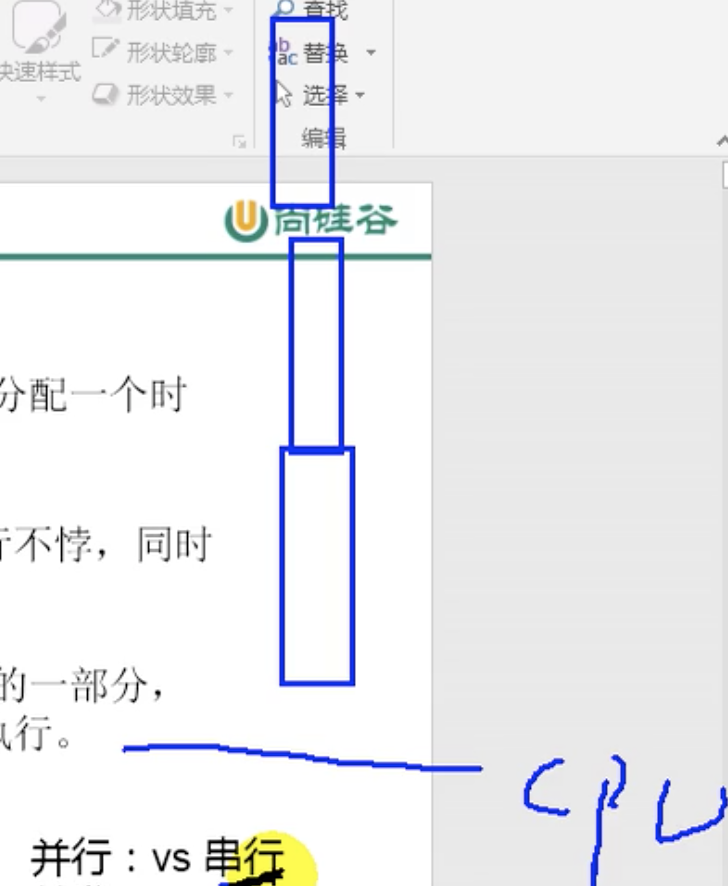 形状填充
查找
快速样式
形状轮廓
替换
形状效果
选择
编辑
尚硅谷
分配一个时
行不悖，同时
的一部分，
执行。
cpu
并行：vs 串行